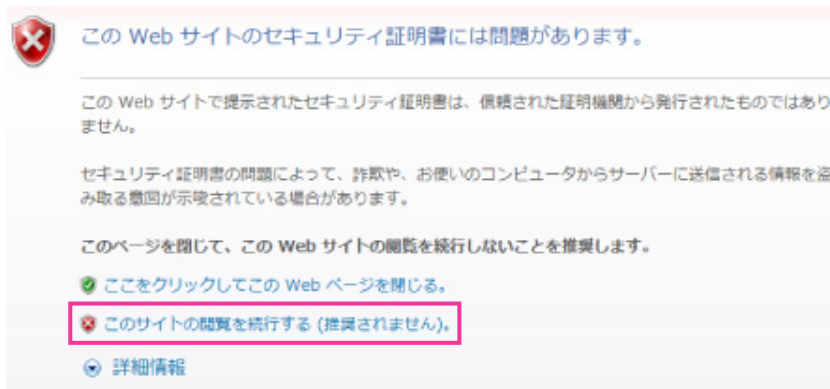 この Web サイトのセキュリティ証明書には問題があります。
この Web サイトで提示されたセキュリティ証明書は、信頼された証明機関から発行されたものではあり
ません。
セキュリティ証明書の問題によって、詐欺や、お使いのコンピュータからサーバーに送信される情報を盗
み取る意図が示唆されている場合があります。
このページを閉じて、この Web サイトの閲覧を続行しないことを推奨します。
ここをクリックしてこの Web ページを閉じる。
このサイトの閲覧を続行する (推奨されません)。
詳細情報